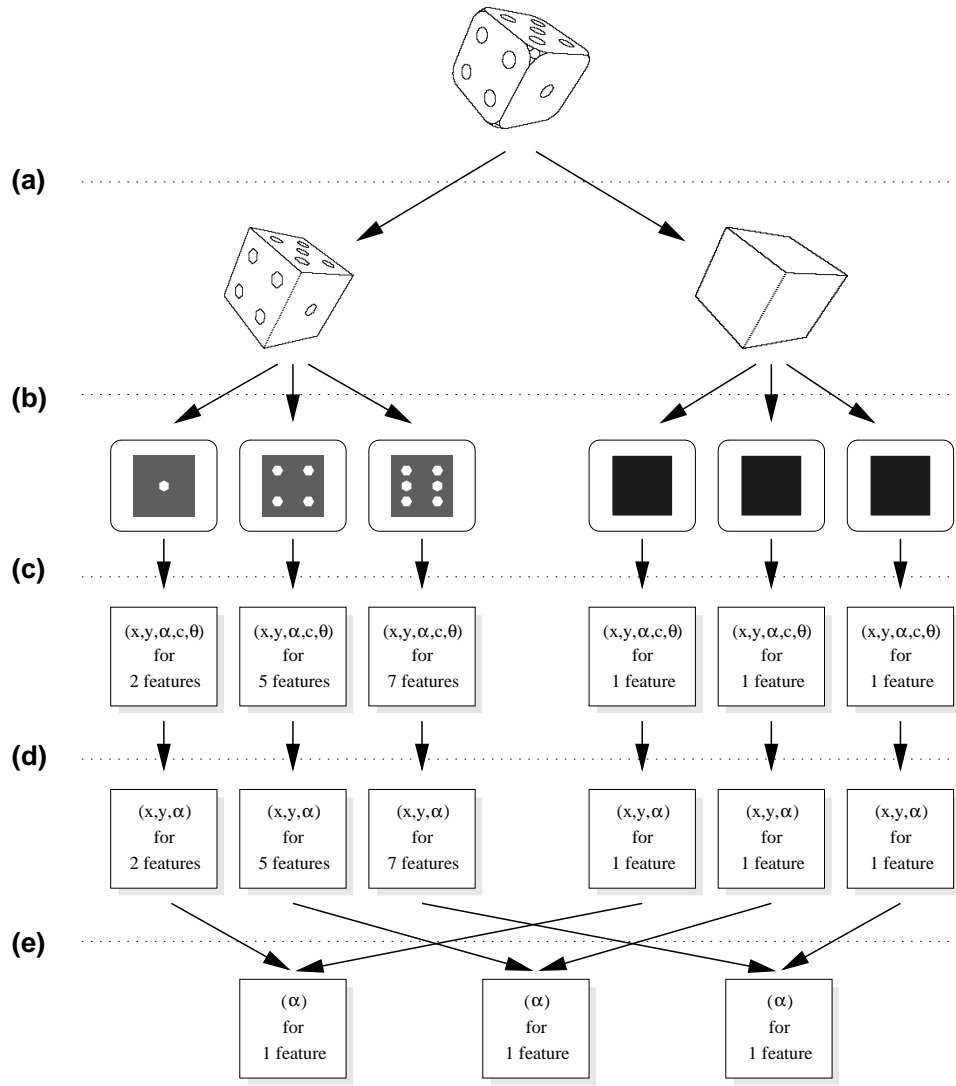 (a)
(b)
(c)
(x,y,α,c,θ) (x,y,α,c,θ) (x,y,α,c,θ) (x,y,α,c,θ) (x,y,α,c,θ) (x,y,α,c,θ)
for for for for for for
2 features 5 features 7 features 1 feature 1 feature 1 feature
(d)
(x,y,α) (x,y,α) (x,y,α) (x,y,α) (x,y,α) (x,y,α)
for for for for for for
2 features 5 features 7 features 1 feature 1 feature 1 feature
(e)
(α) (α) (α)
for for for
1 feature 1 feature 1 feature